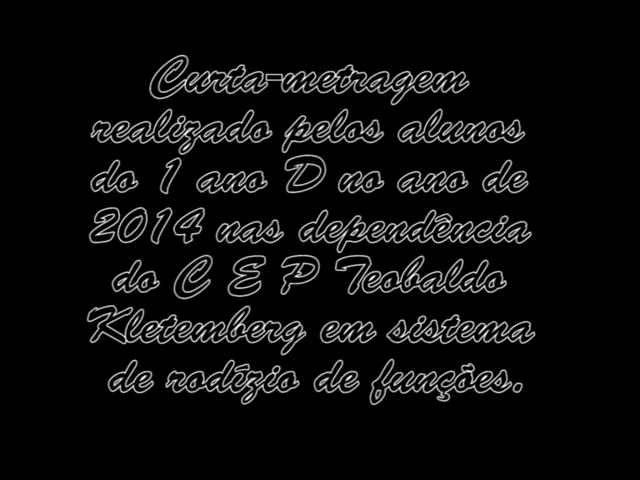 Curta-metragem
realizado pelos alunos
do 1 ano D no ano de
2014 nas dependência
do C E P Teobaldo
Kletemberg em sistema
de rodízio de funções.